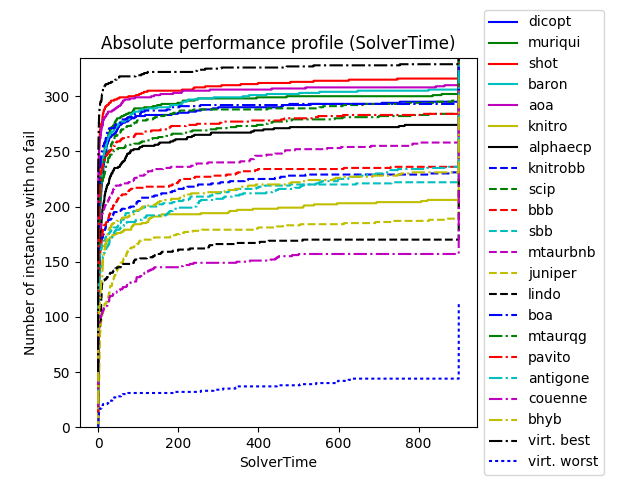 Absolute performance profile (SolverTime)
Number of instances with no fail
300
250
200
150
100
50
0
0 200 400 600 800
SolverTime
dicopt
muriqui
shot
baron
aoa
knitro
alphaecp
knitrobb
scip
bbb
sbb
mtaurbnb
juniper
lindo
boa
mtaurqg
pavito
antigone
couenne
bhyb
virt. best
virt. worst